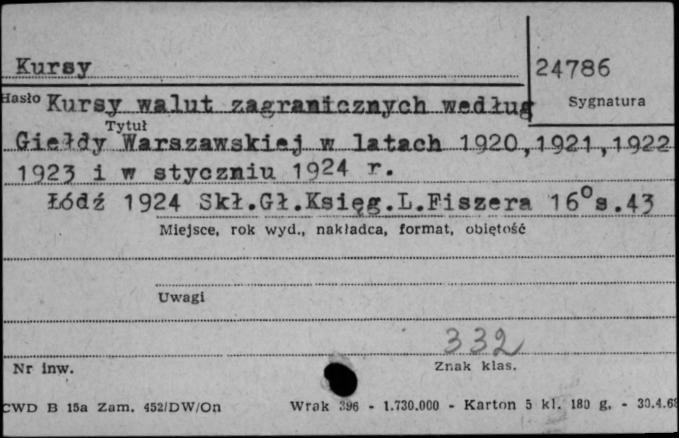 Kursy
24786
Hasło Kursy walut zagranicznych według
Sygnatura
Tytuł
Giełdy Warszawskiej w latach 1920,1921,1922
1923 i w styczniu 1924 r.
Łódź 1924 Skł.Gł.Księg.L.Fiszera 16°s.43
Miejsce, rok wyd., nakładca, format, obiętość
Uwagi
332
Nr inw.
Znak klas.
CWD B 15a Zam. 452/DW/On Wrak 396 - 1.730.000 - Karton 5 kl. 180 g. - 30.4.68